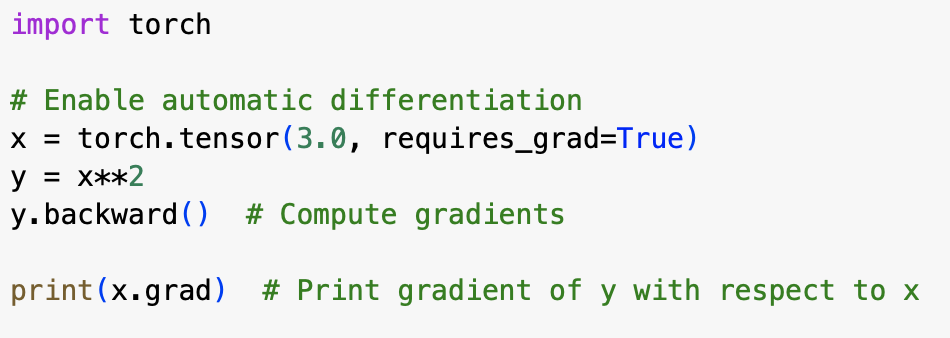 import torch
# Enable automatic differentiation
x = torch.tensor(3.0, requires_grad=True)
y = x**2
y.backward()  # Compute gradients
print(x.grad)  # Print gradient of y with respect to x